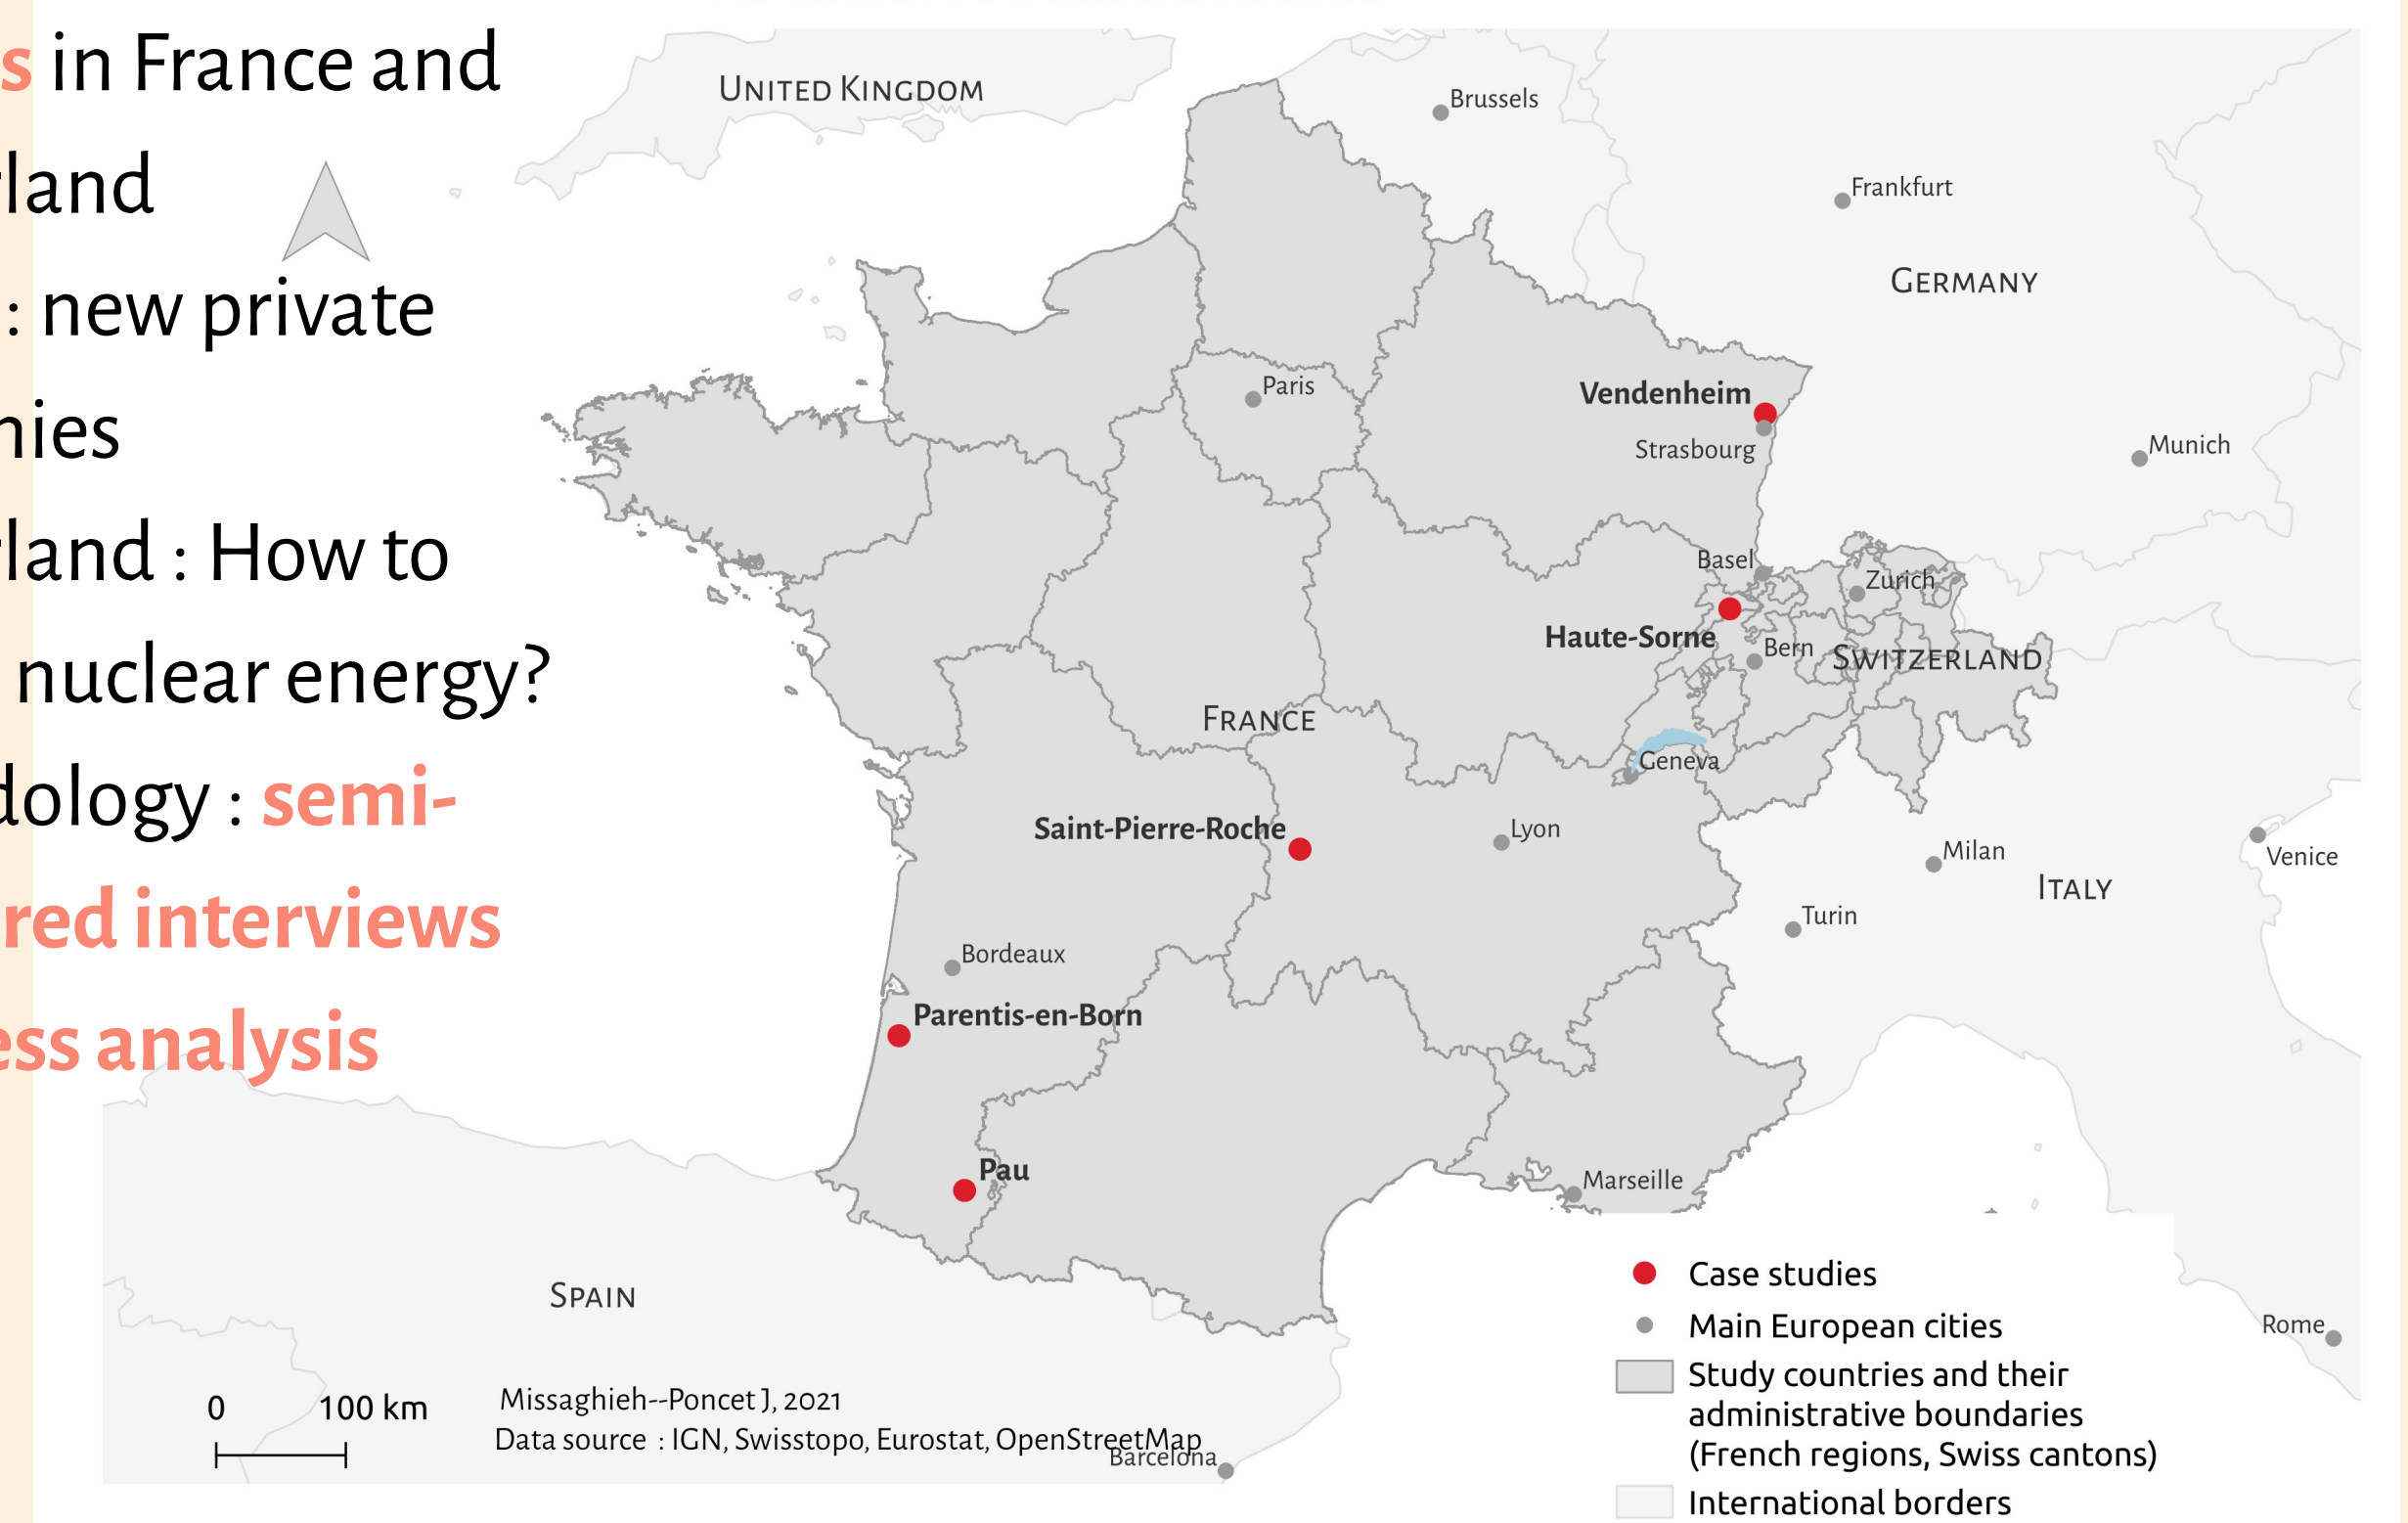 s in France and
rland
: new private
nies
rland : How to
nuclear energy?
dology : semi-
red interviews
ess analysis
UNITED KINGDOM
Brussels
Frankfurt
GERMANY
Paris
Vendenheim
Strasbourg
Munich
Basel
Zurich
Haute-Sorne
Bern
SWITZERLAND
FRANCE
Geneva
Saint-Pierre-Roche
Lyon
Milan
Venice
ITALY
Turin
Bordeaux
Parentis-en-Born
Pau
Marseille
SPAIN
Rome
Barcelona
0 100 km
Missaghieh--Poncet J, 2021
Data source : IGN, Swisstopo, Eurostat, OpenStreetMap
Case studies
Main European cities
Study countries and their
administrative boundaries
(French regions, Swiss cantons)
International borders